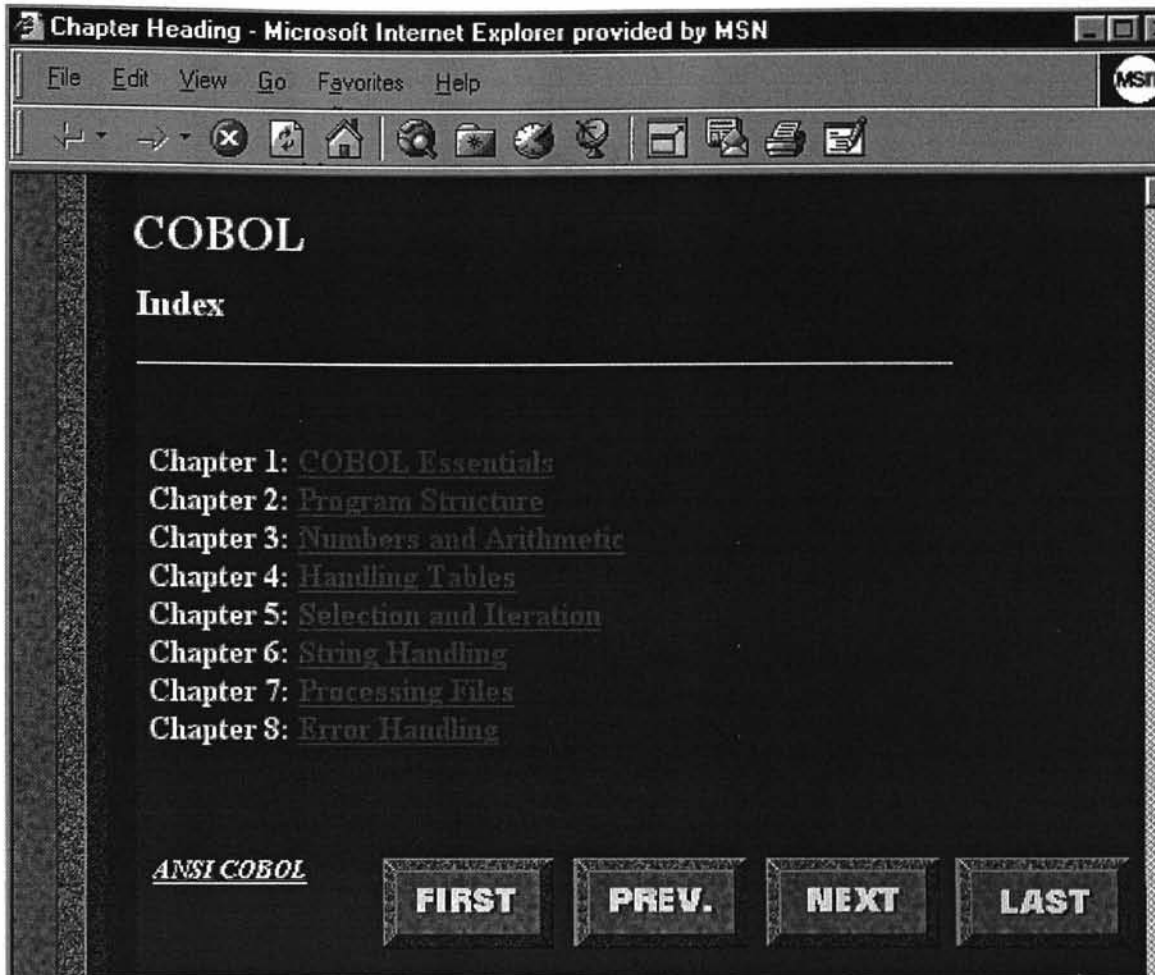 Chapter Heading - Microsoft Internet Explorer provided by MSN
File Edit View Go Favorites Help
msn
COBOL
Index
Chapter 1: COBOL Essentials
Chapter 2: Program Structure
Chapter 3: Numbers and Arithmetic
Chapter 4: Handling Tables
Chapter 5: Selection and Iteration
Chapter 6: String Handling
Chapter 7: Processing Files
Chapter 8: Error Handling
ANSI COBOL
FIRST PREV. NEXT LAST